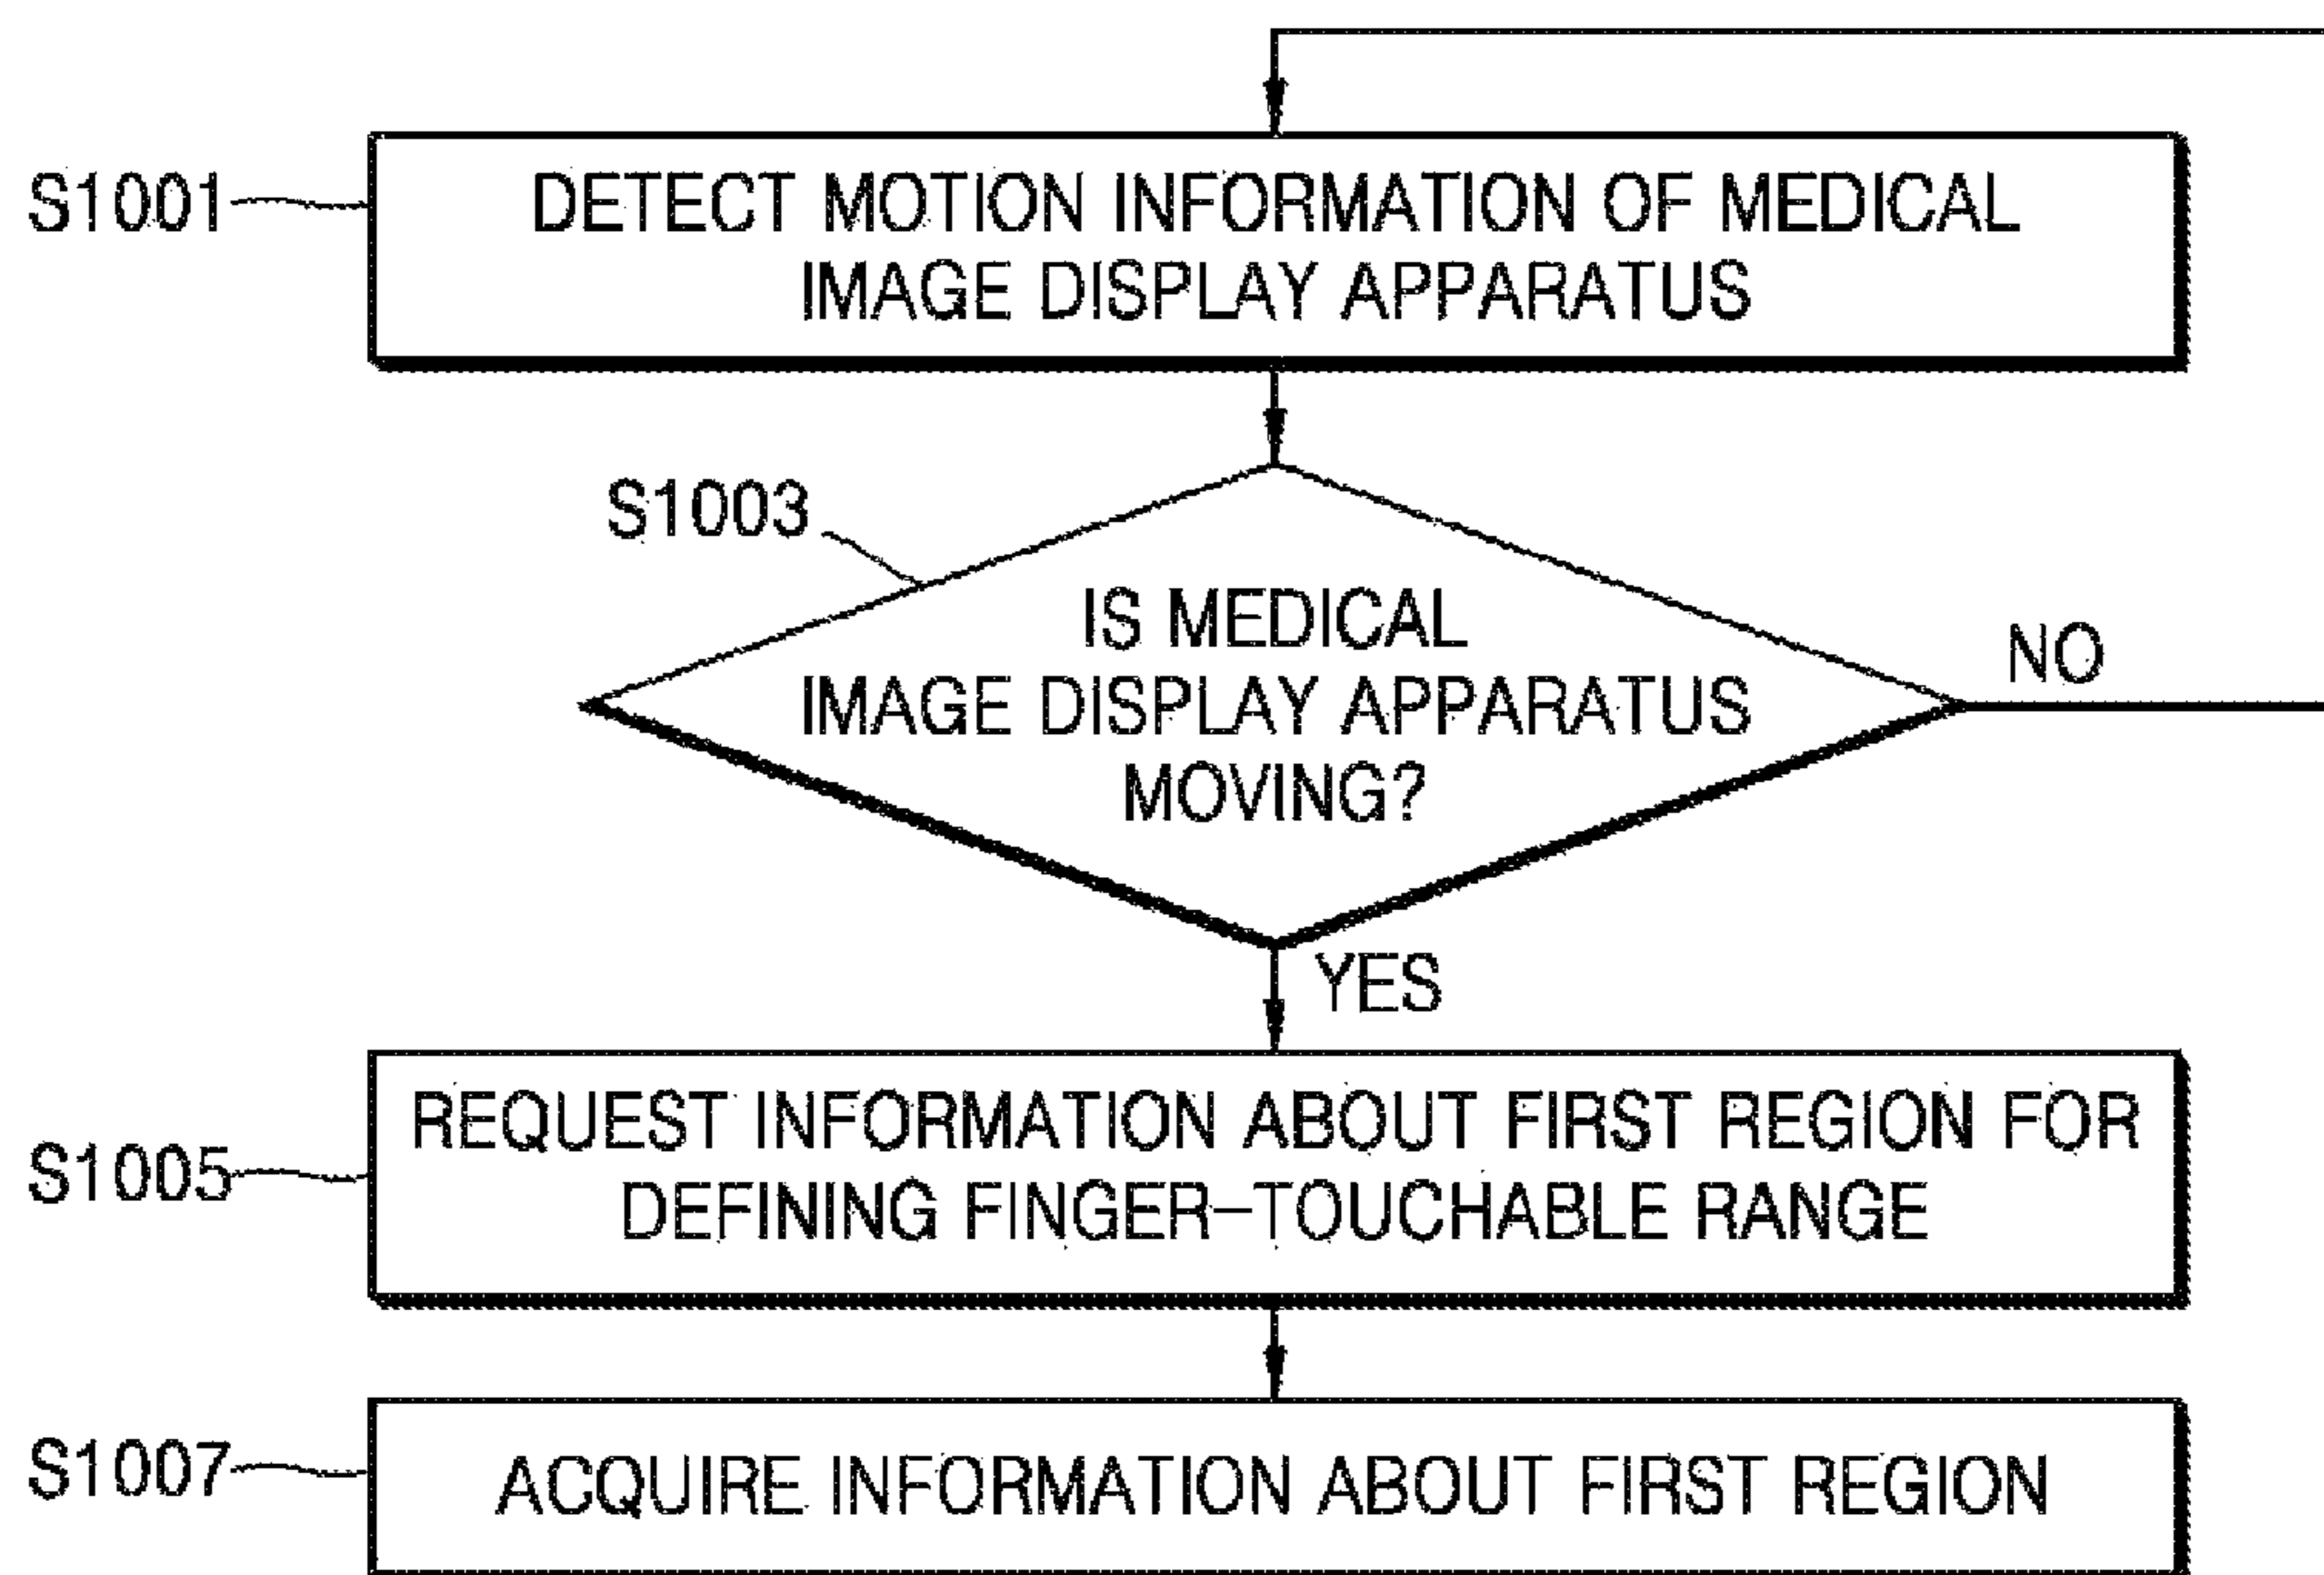 S1001
DETECT MOTION INFORMATION OF MEDICAL
IMAGE DISPLAY APPARATUS
S1003
IS MEDICAL
IMAGE DISPLAY APPARATUS
MOVING?
NO
YES
S1005
REQUEST INFORMATION ABOUT FIRST REGION FOR
DEFINING FINGER-TOUCHABLE RANGE
S1007
ACQUIRE INFORMATION ABOUT FIRST REGION